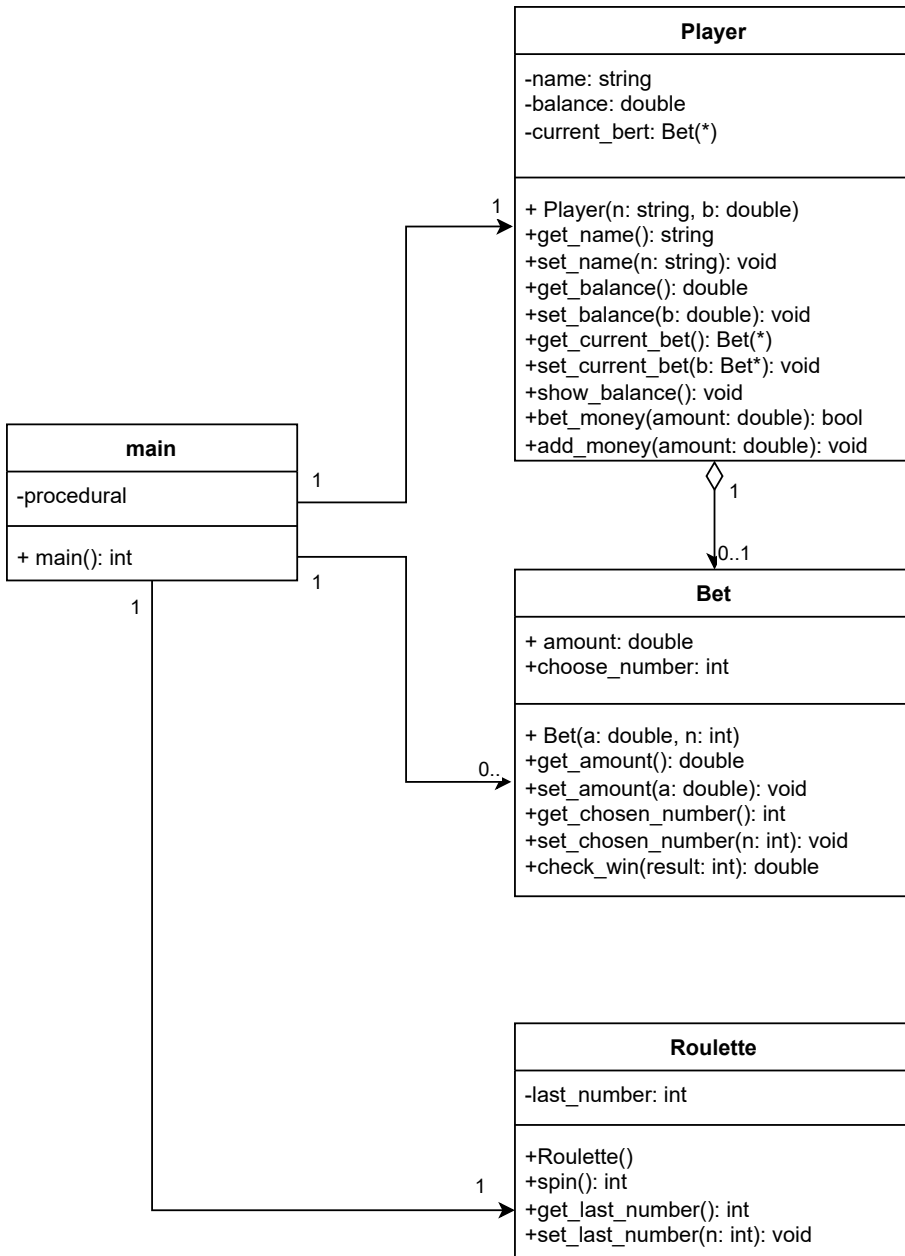 Player
-name: string
-balance: double
-current_bert: Bet(*)
+ Player(n: string, b: double)
+get_name(): string
+set_name(n: string): void
+get_balance(): double
+set_balance(b: double): void
+get_current_bet(): Bet(*)
+set_current_bet(b: Bet*): void
+show_balance(): void
+bet_money(amount: double): bool
+add_money(amount: double): void
1
main
-procedural
+ main(): int
1
1
1
1
0..1
Bet
+ amount: double
+choose_number: int
+ Bet(a: double, n: int)
+get_amount(): double
+set_amount(a: double): void
+get_chosen_number(): int
+set_chosen_number(n: int): void
+check_win(result: int): double
0..
Roulette
-last_number: int
+Roulette()
+spin(): int
+get_last_number(): int
+set_last_number(n: int): void
1